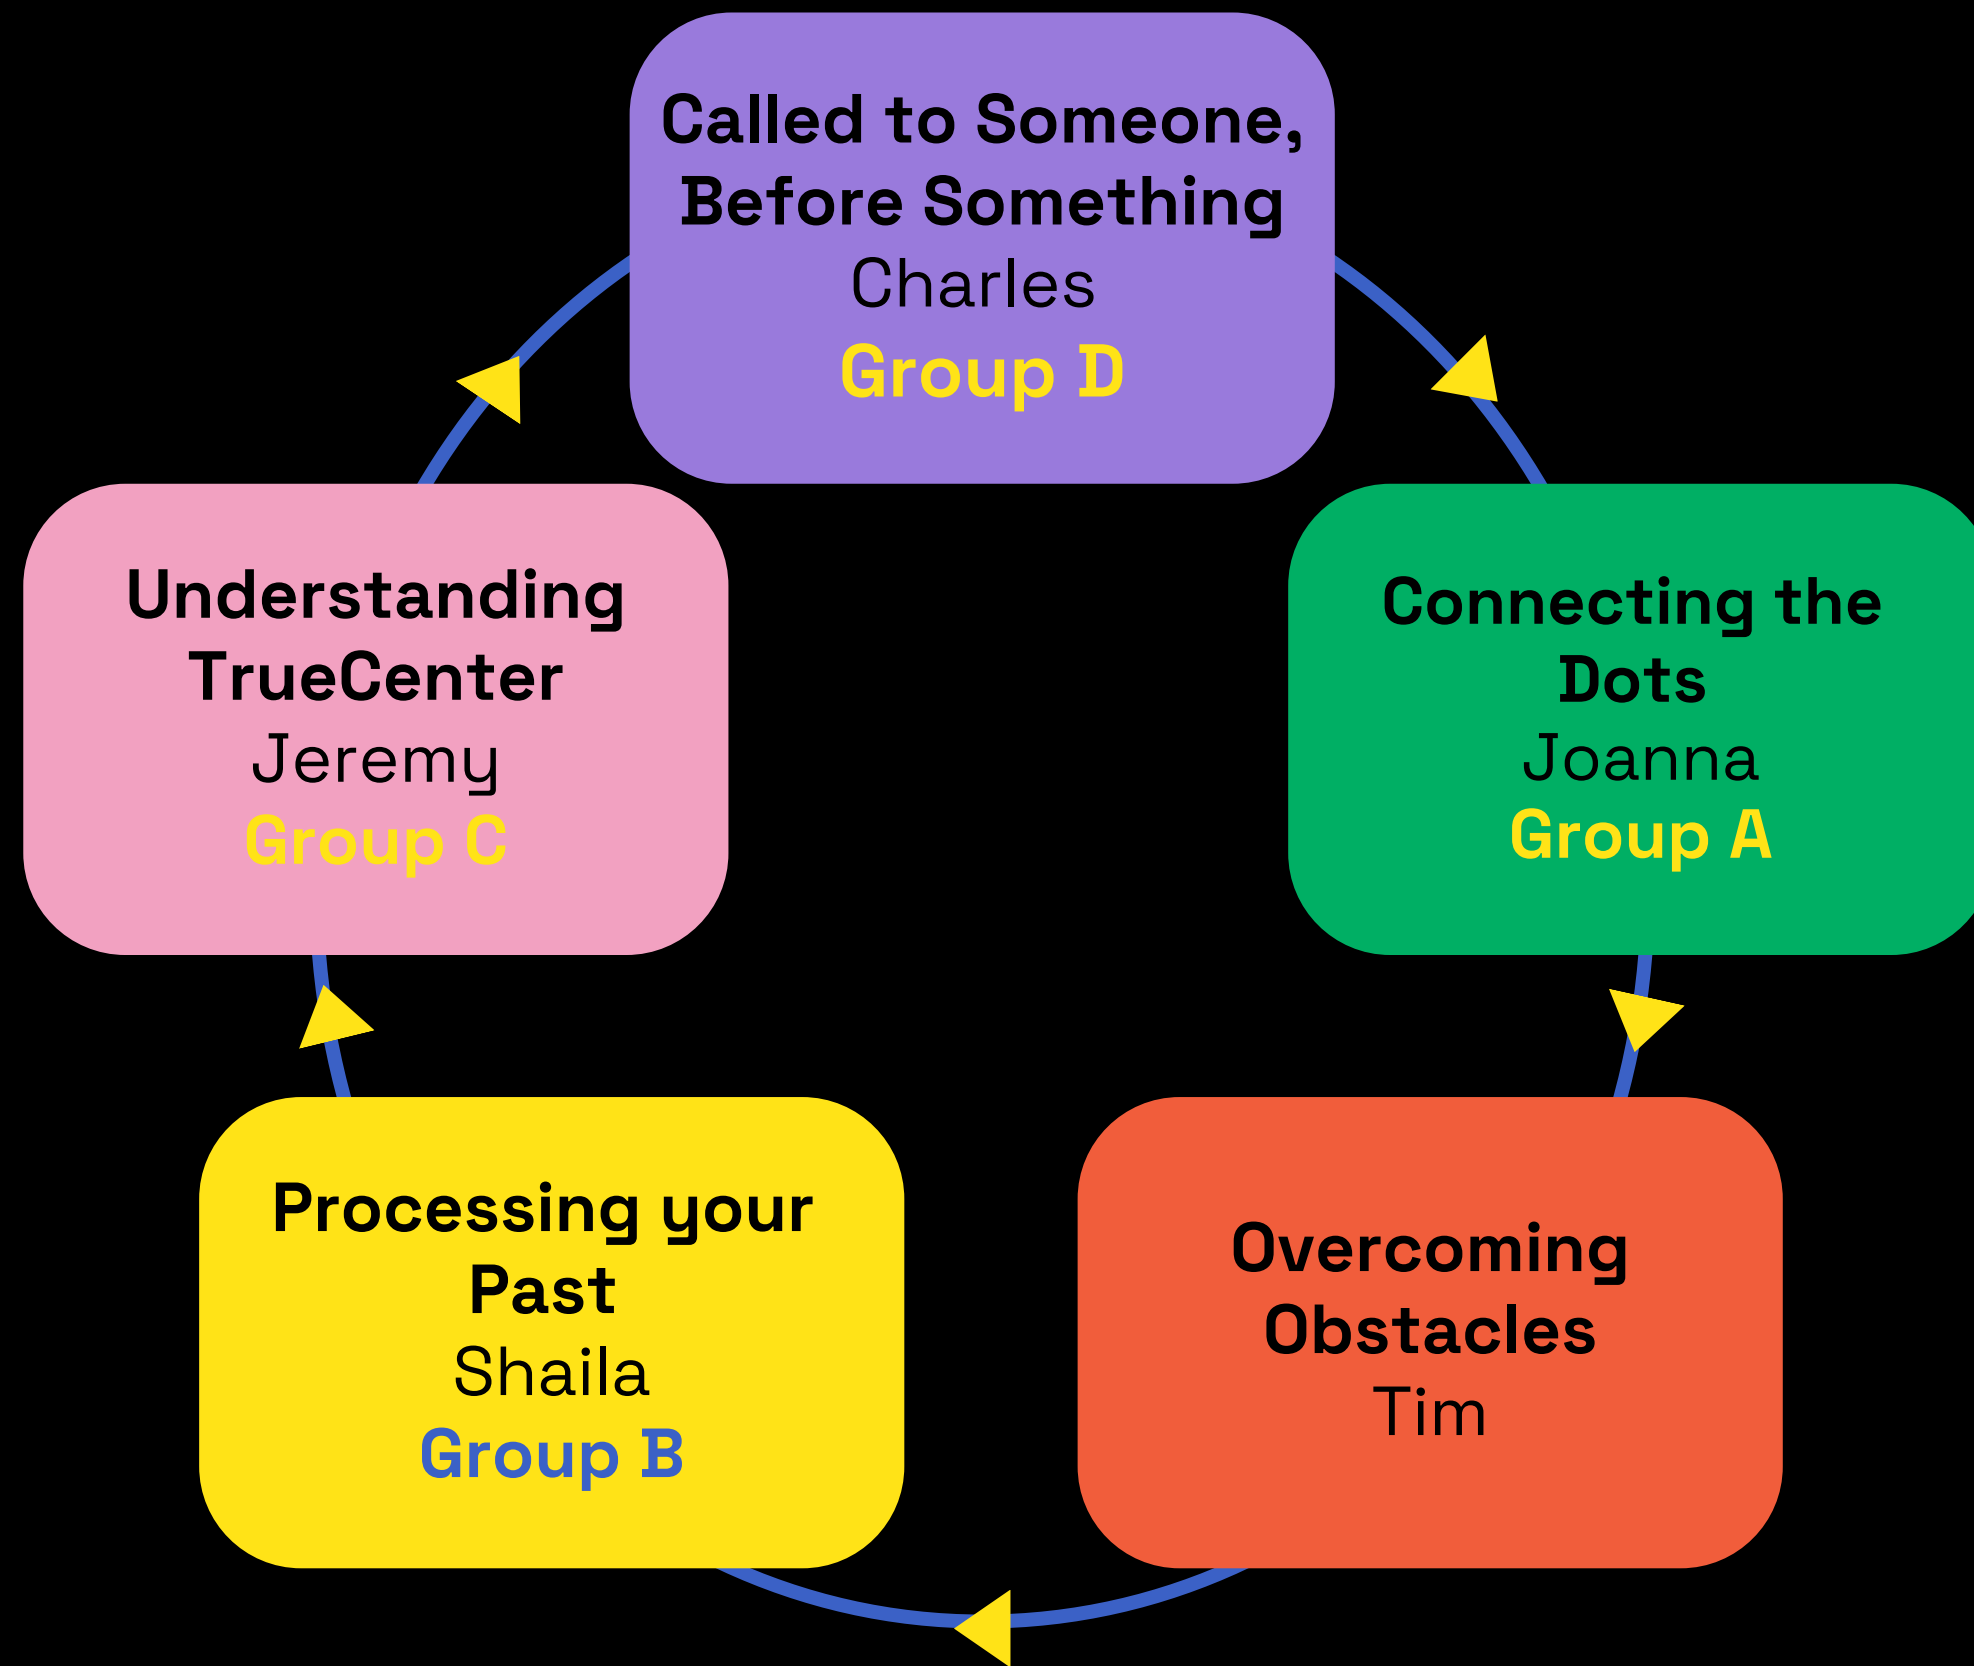 Called to Someone,
Before Something
Charles
Group D
Understanding
TrueCenter
Jeremy
Group C
Connecting the
Dots
Joanna
Group A
Processing your
Past
Shaila
Group B
Overcoming
Obstacles
Tim